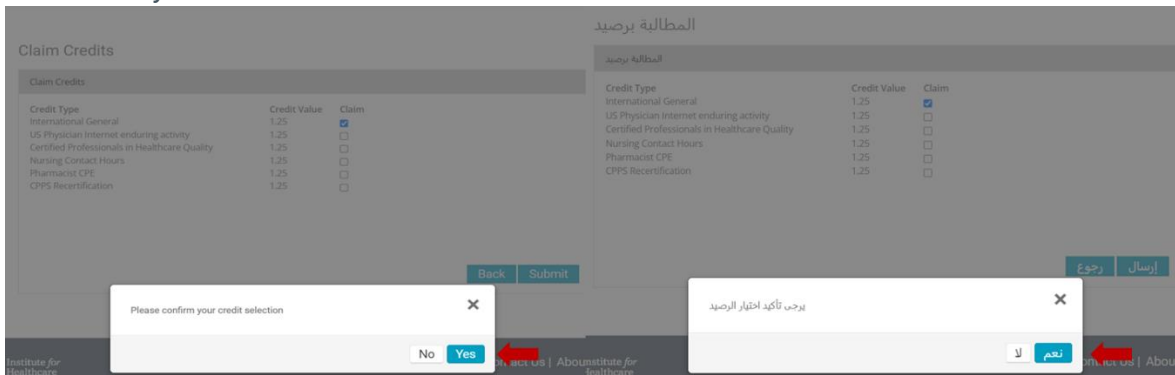 Claim Credits
Claim Credits
Credit Type Credit Value Claim
International General 1.25
US Physician Internet enduring activity 1.25
Certified Professionals in Healthcare Quality 1.25
Nursing Contact Hours 1.25
Pharmacist CPE 1.25
CPPS Recertification 1.25
Back Submit
Please confirm your credit selection
No Yes
Institute for
Healthcare
Contact Us | Abou
المطالبة برصيد
المطالبة برصيد
Credit Type Credit Value Claim
International General 1.25
US Physician Internet enduring activity 1.25
Certified Professionals in Healthcare Quality 1.25
Nursing Contact Hours 1.25
Pharmacist CPE 1.25
CPPS Recertification 1.25
إرسال رجوع
يرجى تأكيد اختيار الرصيد
نعم لا
nstitute for
ealthcare
ontact Us | Abou